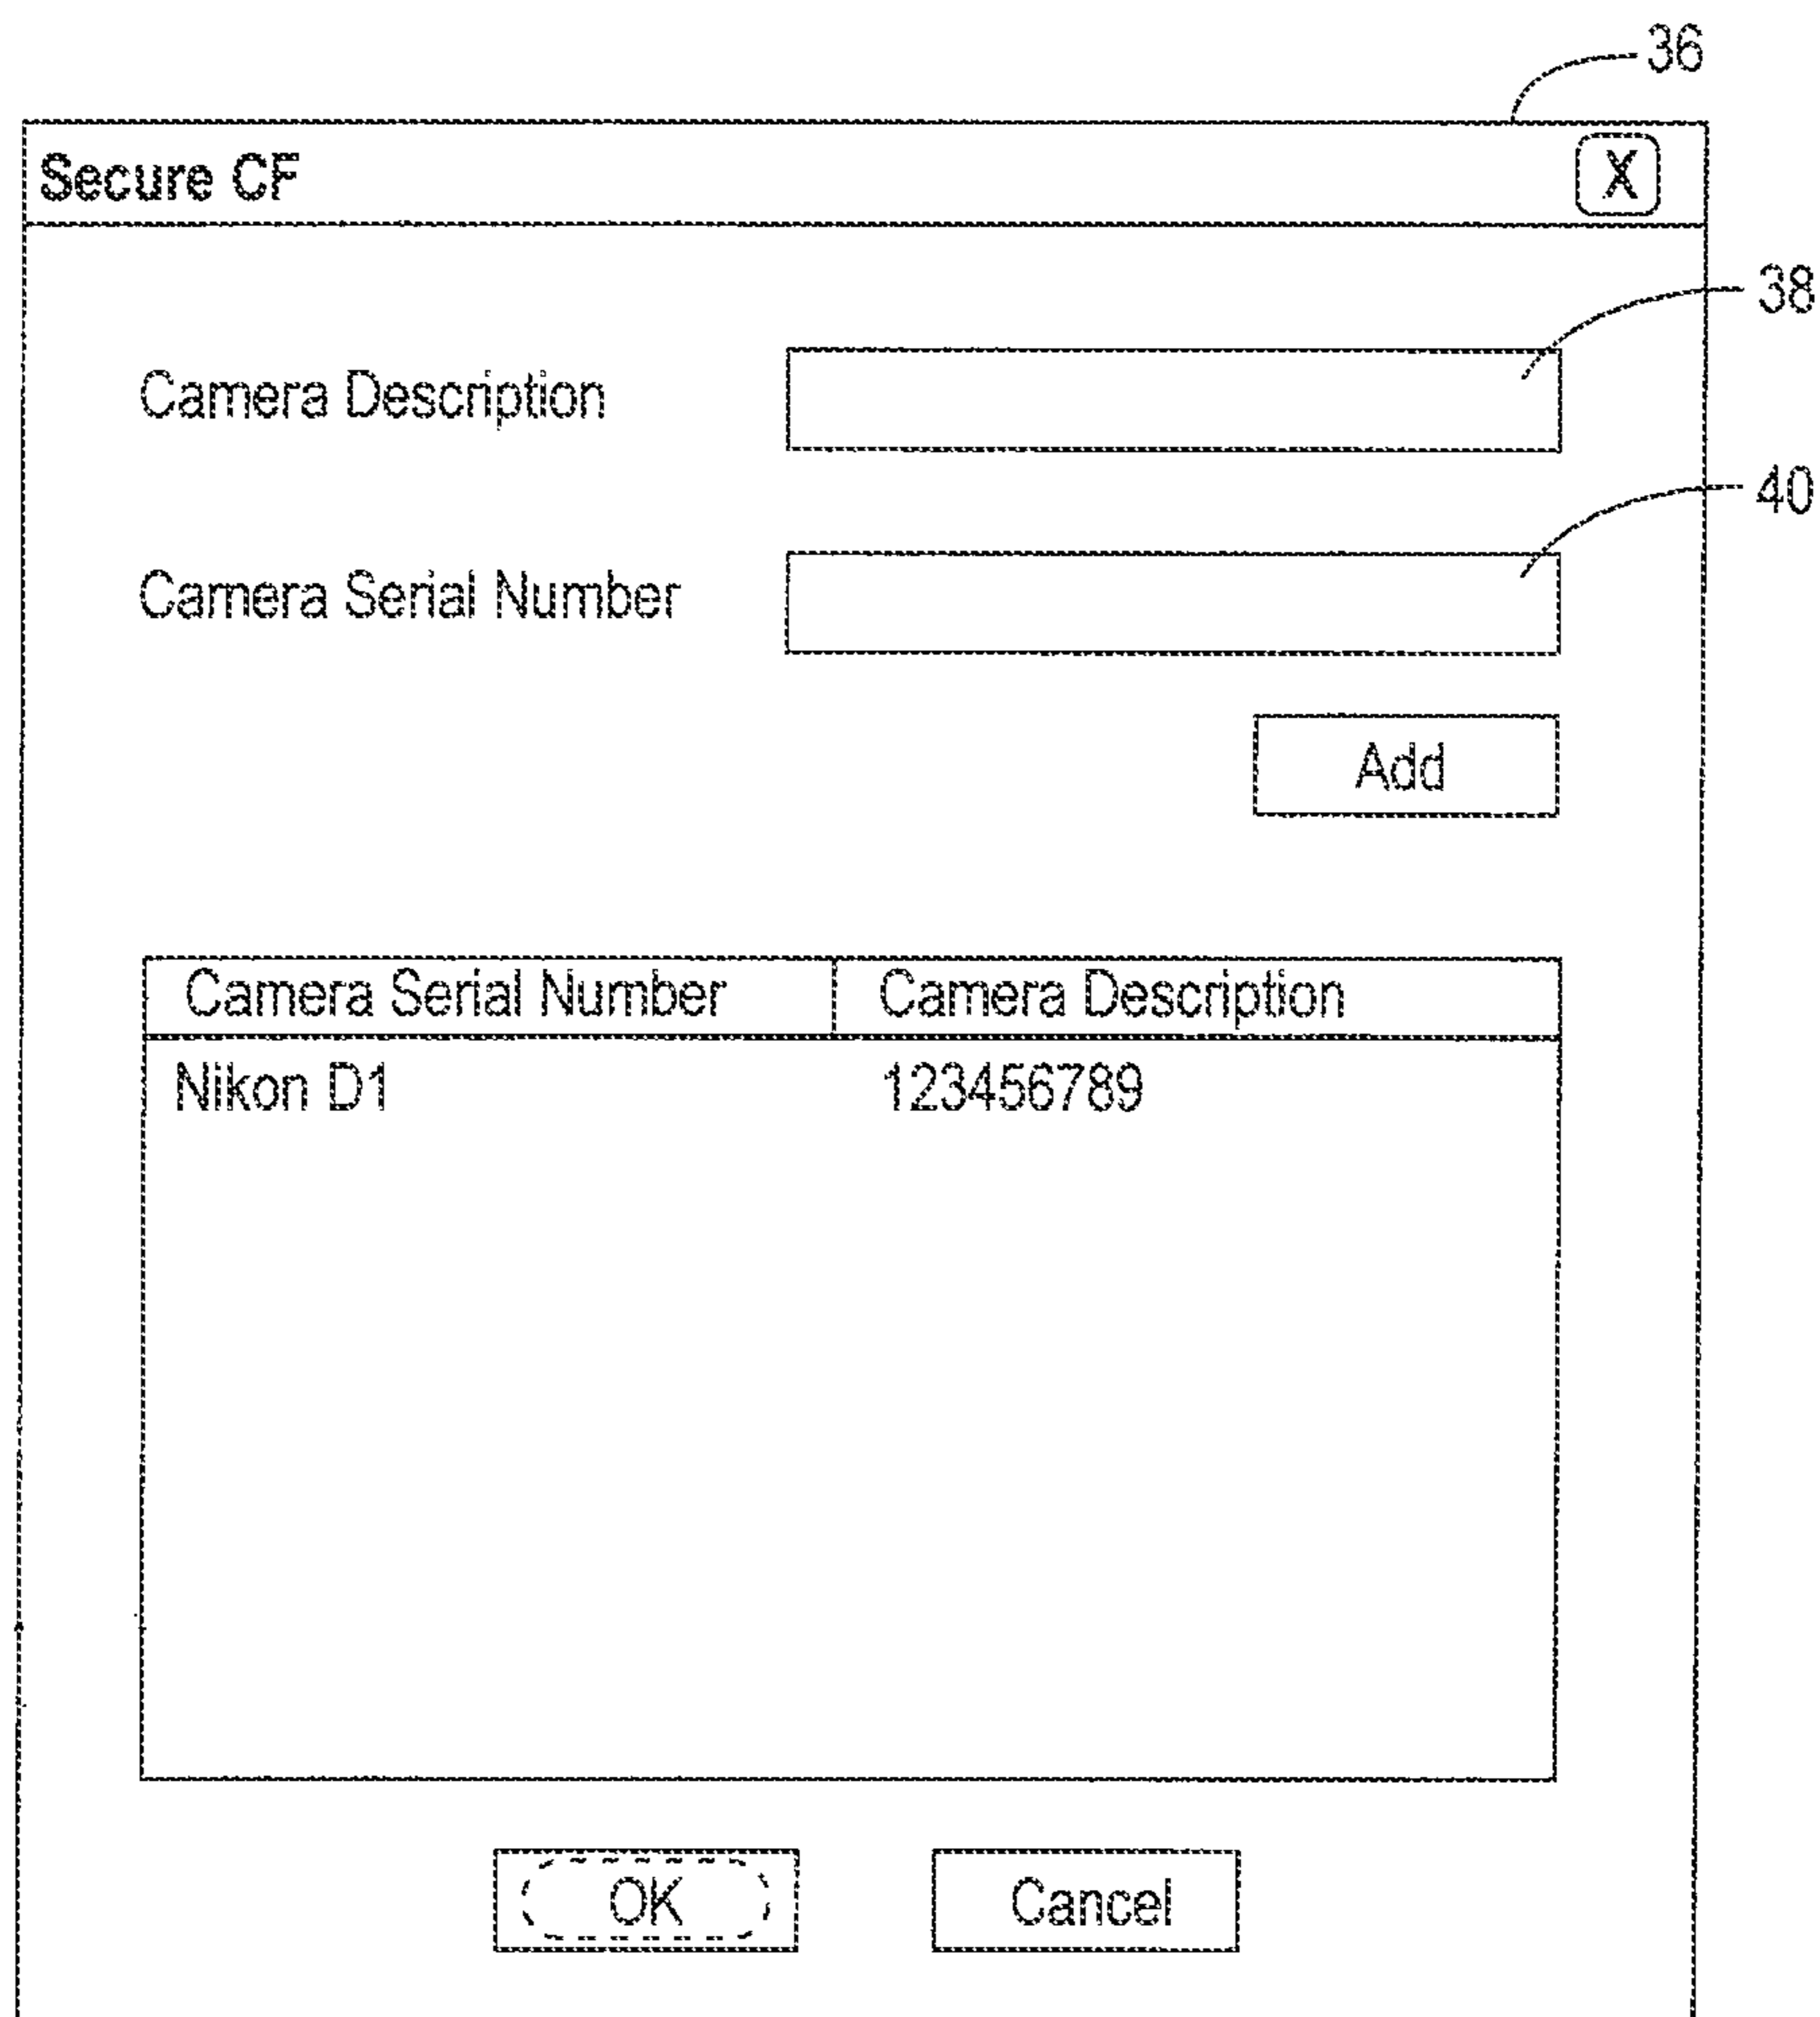 36
Secure CF X
38
Camera Description
40
Camera Serial Number
Add
Camera Serial Number Camera Description
Nikon D1 123456789
OK Cancel